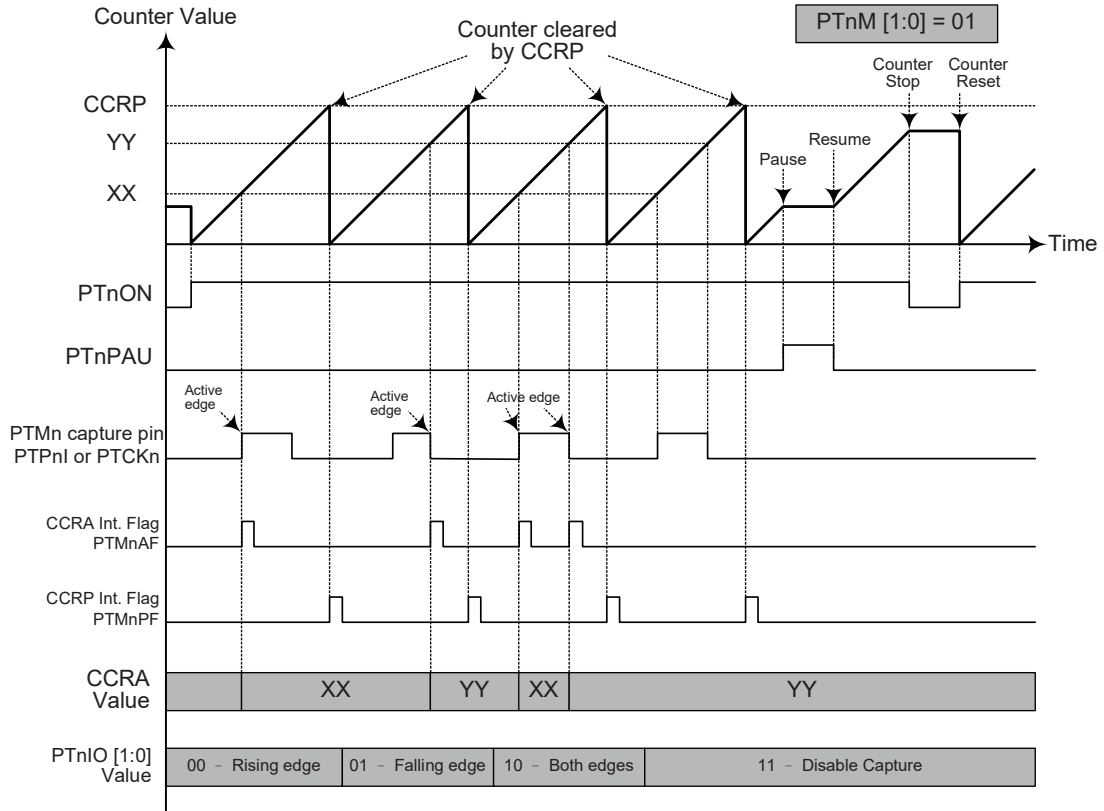 Counter Value
PTnM [1:0] = 01
Counter cleared
by CCRP
Counter
Stop
Counter
Reset
CCRP
YY
Resume
Pause
XX
Time
PTnON
PTnPAU
Active
edge
Active
edge
Active edge
PTMn capture pin
PTPnI or PTCKn
CCRA Int. Flag
PTMnAF
CCRP Int. Flag
PTMnPF
CCRA
Value
XX
YY
XX
YY
PTnIO [1:0]
Value
00 - Rising edge
01 - Falling edge
10 - Both edges
11 - Disable Capture